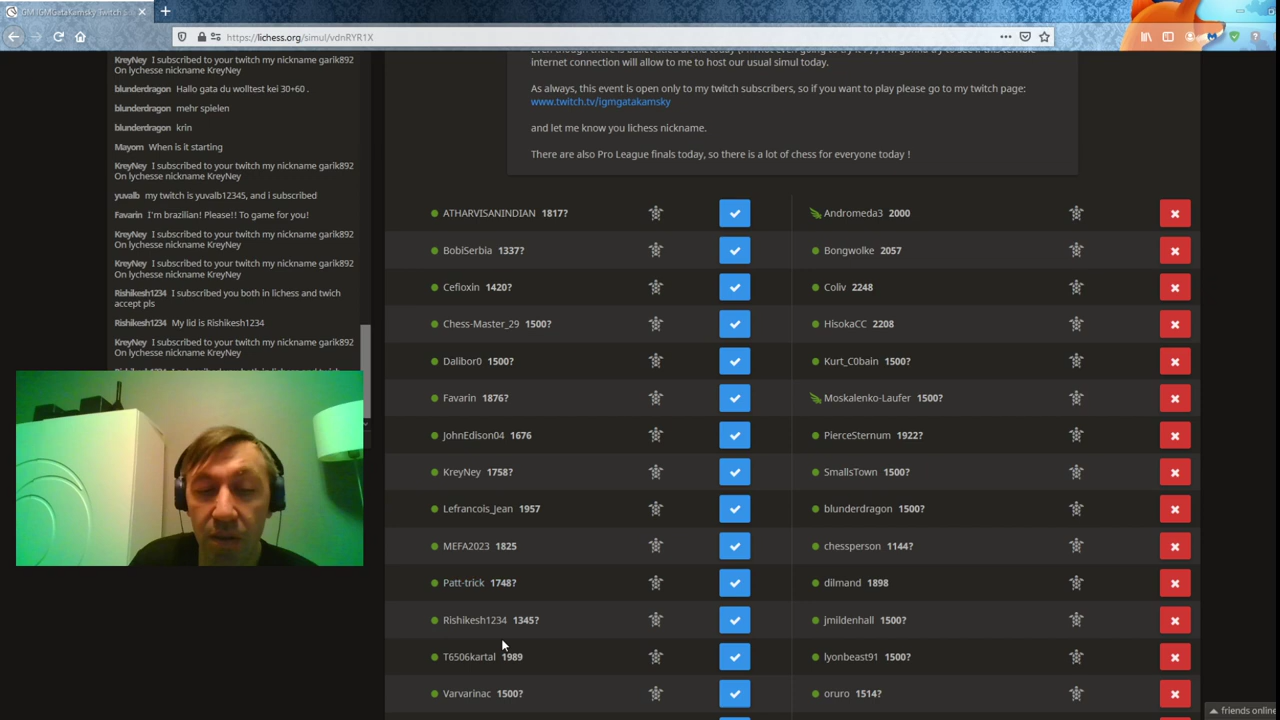 GM IGMGataKamsky Twitch s
https://lichess.org/simul/vdnRYR1X
KreyNey I subscribed to your twitch my nickname garik892
On lychesse nickname KreyNey
blunderdragon Hallo gata du wolltest kei 30+60 .
blunderdragon mehr spielen
blunderdragon krin
Mayom When is it starting
KreyNey I subscribed to your twitch my nickname garik892
On lychesse nickname KreyNey
yuvalb my twitch is yuvalb12345, and i subscribed
Favarin I'm brazilian! Please!! To game for you!
KreyNey I subscribed to your twitch my nickname garik892
On lychesse nickname KreyNey
KreyNey I subscribed to your twitch my nickname garik892
On lychesse nickname KreyNey
Rishikesh1234 I subscribed you both in lichess and twich
accept pls
Rishikesh1234 My lid is Rishikesh1234
KreyNey I subscribed to your twitch my nickname garik892
On lychesse nickname KreyNey
internet connection will allow to me to host our usual simul today.
As always, this event is open only to my twitch subscribers, so if you want to play please go to my twitch page:
www.twitch.tv/igmgatakamsky
and let me know you lichess nickname.
There are also Pro League finals today, so there is a lot of chess for everyone today !
ATHARVISANINDIAN 1817?
BobiSerbia 1337?
Cefioxin 1420?
Chess-Master_29 1500?
Dalibor0 1500?
Favarin 1876?
JohnEdison04 1676
KreyNey 1758?
Lefrancois_Jean 1957
MEFA2023 1825
Patt-trick 1748?
Rishikesh1234 1345?
T6506kartal 1989
Varvarinac 1500?
Andromeda3 2000
Bongwolke 2057
Coliv 2248
HisokaCC 2208
Kurt_C0bain 1500?
Moskalenko-Laufer 1500?
PierceSternum 1922?
SmallsTown 1500?
blunderdragon 1500?
chessperson 1144?
dilmand 1898
jmildenhall 1500?
lyonbeast91 1500?
oruro 1514?
friends online